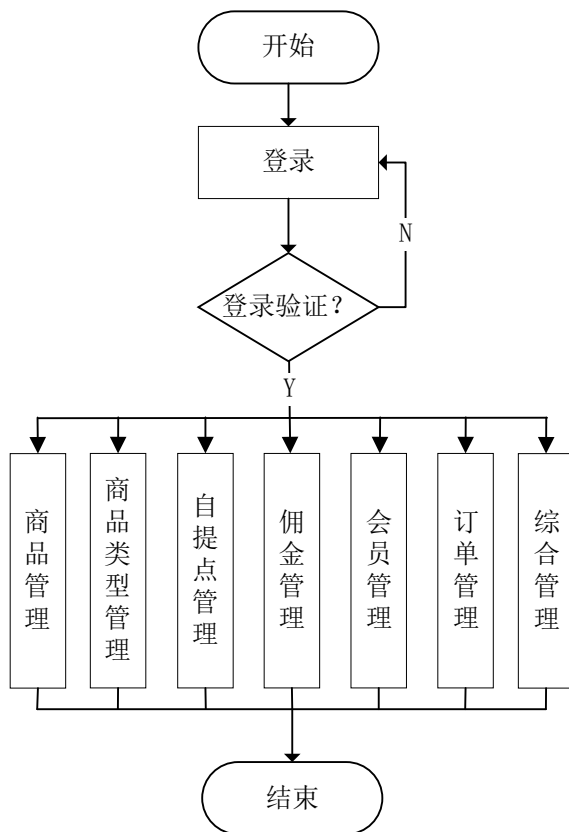 开始
登录
N
登录验证？
Y
商品管理
商品类型管理
自提点管理
佣金管理
会员管理
订单管理
综合管理
结束